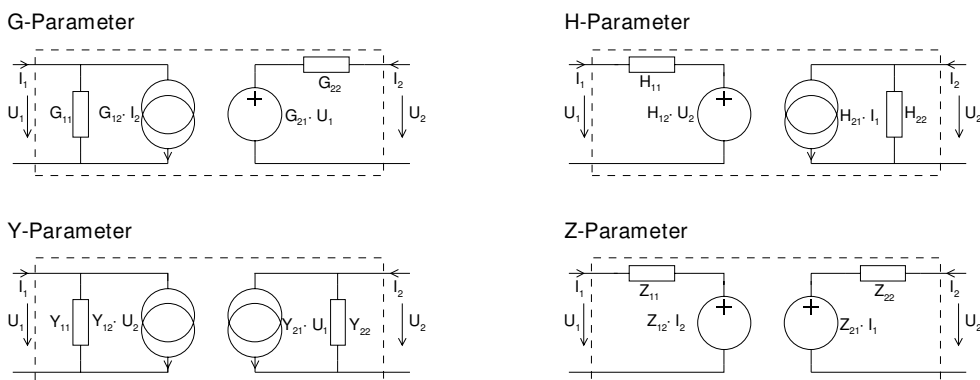 G-Parameter
I₁
U₁
G₁₁
G₁₂· I₂
G₂₁· U₁
G₂₂
I₂
U₂
H-Parameter
I₁
U₁
H₁₁
H₁₂· U₂
H₂₁· I₁
H₂₂
I₂
U₂
Y-Parameter
I₁
U₁
Y₁₁
Y₁₂· U₂
Y₂₁· U₁
Y₂₂
I₂
U₂
Z-Parameter
I₁
U₁
Z₁₁
Z₁₂· I₂
Z₂₁· I₁
Z₂₂
I₂
U₂